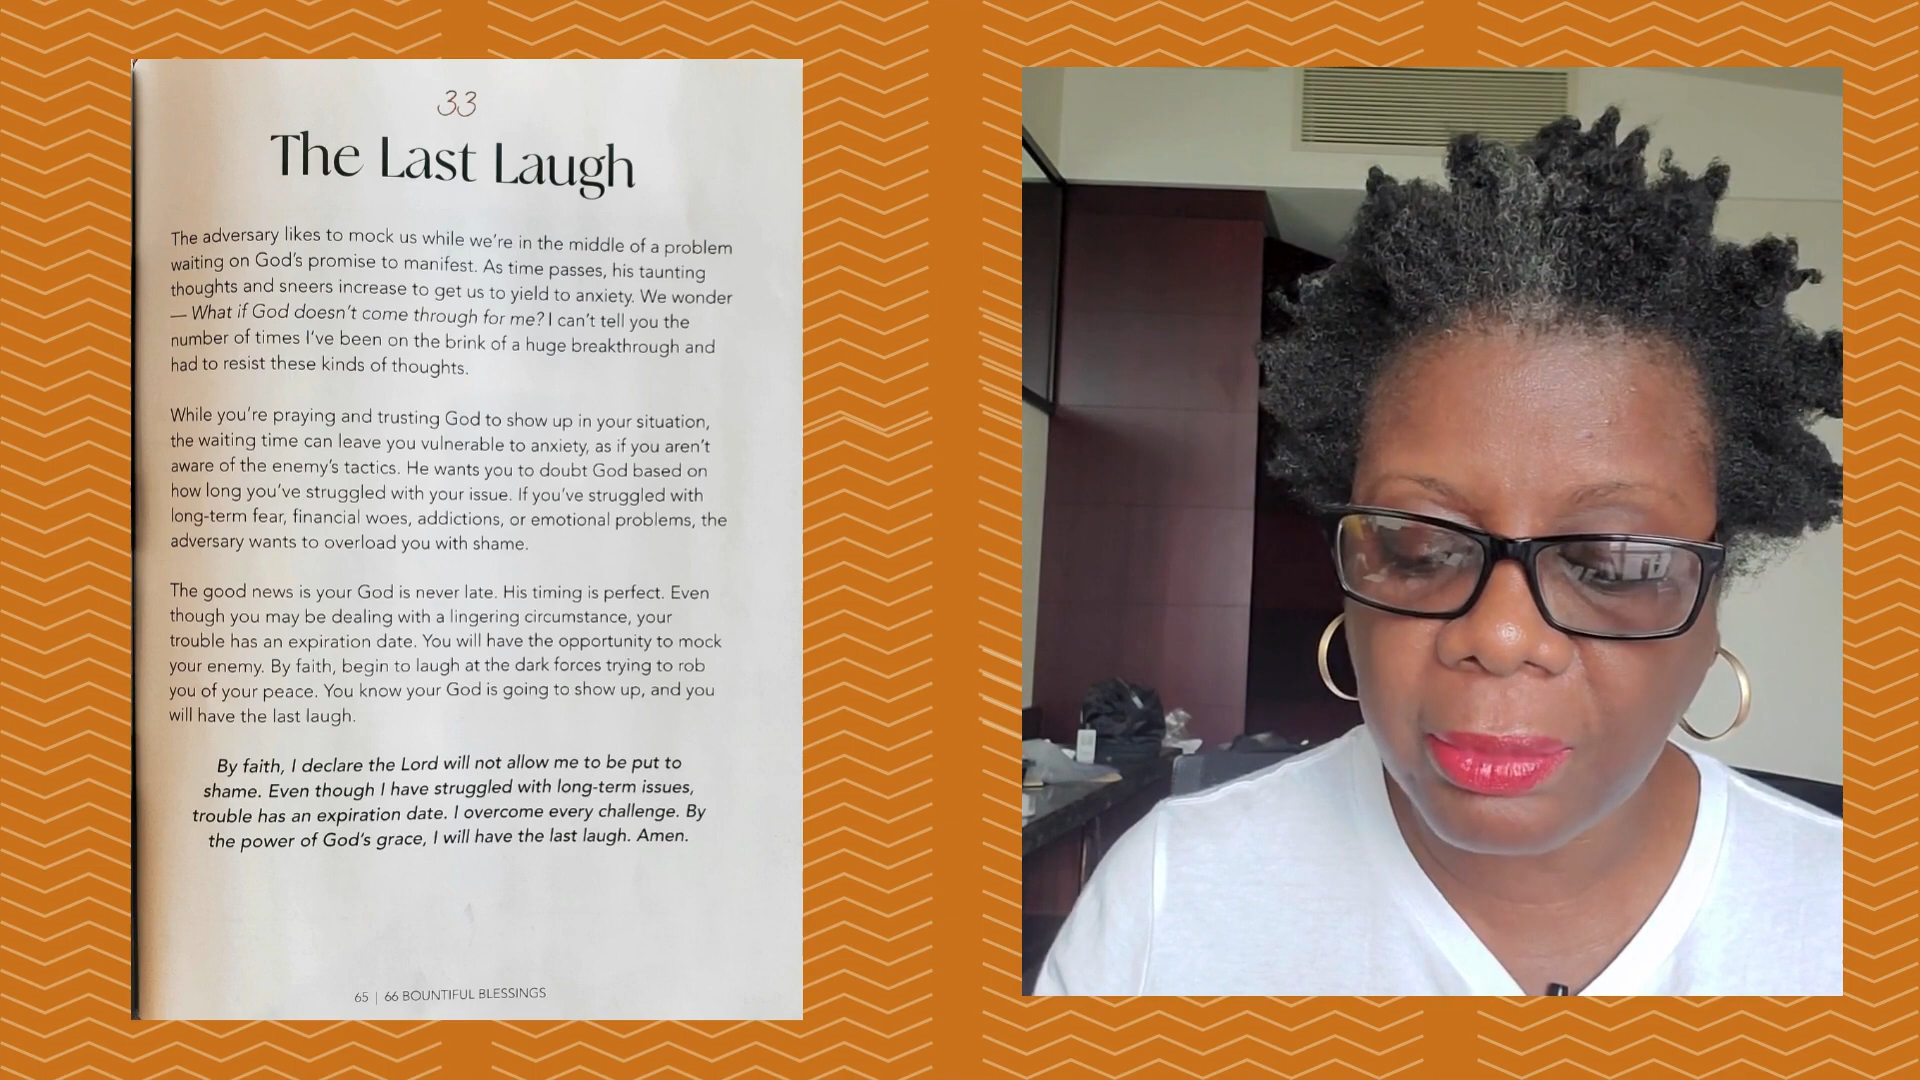 33
The Last Laugh
The adversary likes to mock us while we're in the middle of a problem
waiting on God's promise to manifest. As time passes, his taunting
thoughts and sneers increase to get us to yield to anxiety. We wonder
— What if God doesn't come through for me? I can't tell you the
number of times I've been on the brink of a huge breakthrough and
had to resist these kinds of thoughts.
While you're praying and trusting God to show up in your situation,
the waiting time can leave you vulnerable to anxiety, as if you aren't
aware of the enemy's tactics. He wants you to doubt God based on
how long you've struggled with your issue. If you've struggled with
long-term fear, financial woes, addictions, or emotional problems, the
adversary wants to overload you with shame.
The good news is your God is never late. His timing is perfect. Even
though you may be dealing with a lingering circumstance, your
trouble has an expiration date. You will have the opportunity to mock
your enemy. By faith, begin to laugh at the dark forces trying to rob
you of your peace. You know your God is going to show up, and you
will have the last laugh.
By faith, I declare the Lord will not allow me to be put to
shame. Even though I have struggled with long-term issues,
trouble has an expiration date. I overcome every challenge. By
the power of God's grace, I will have the last laugh. Amen.
65 | 66 BOUNTIFUL BLESSINGS